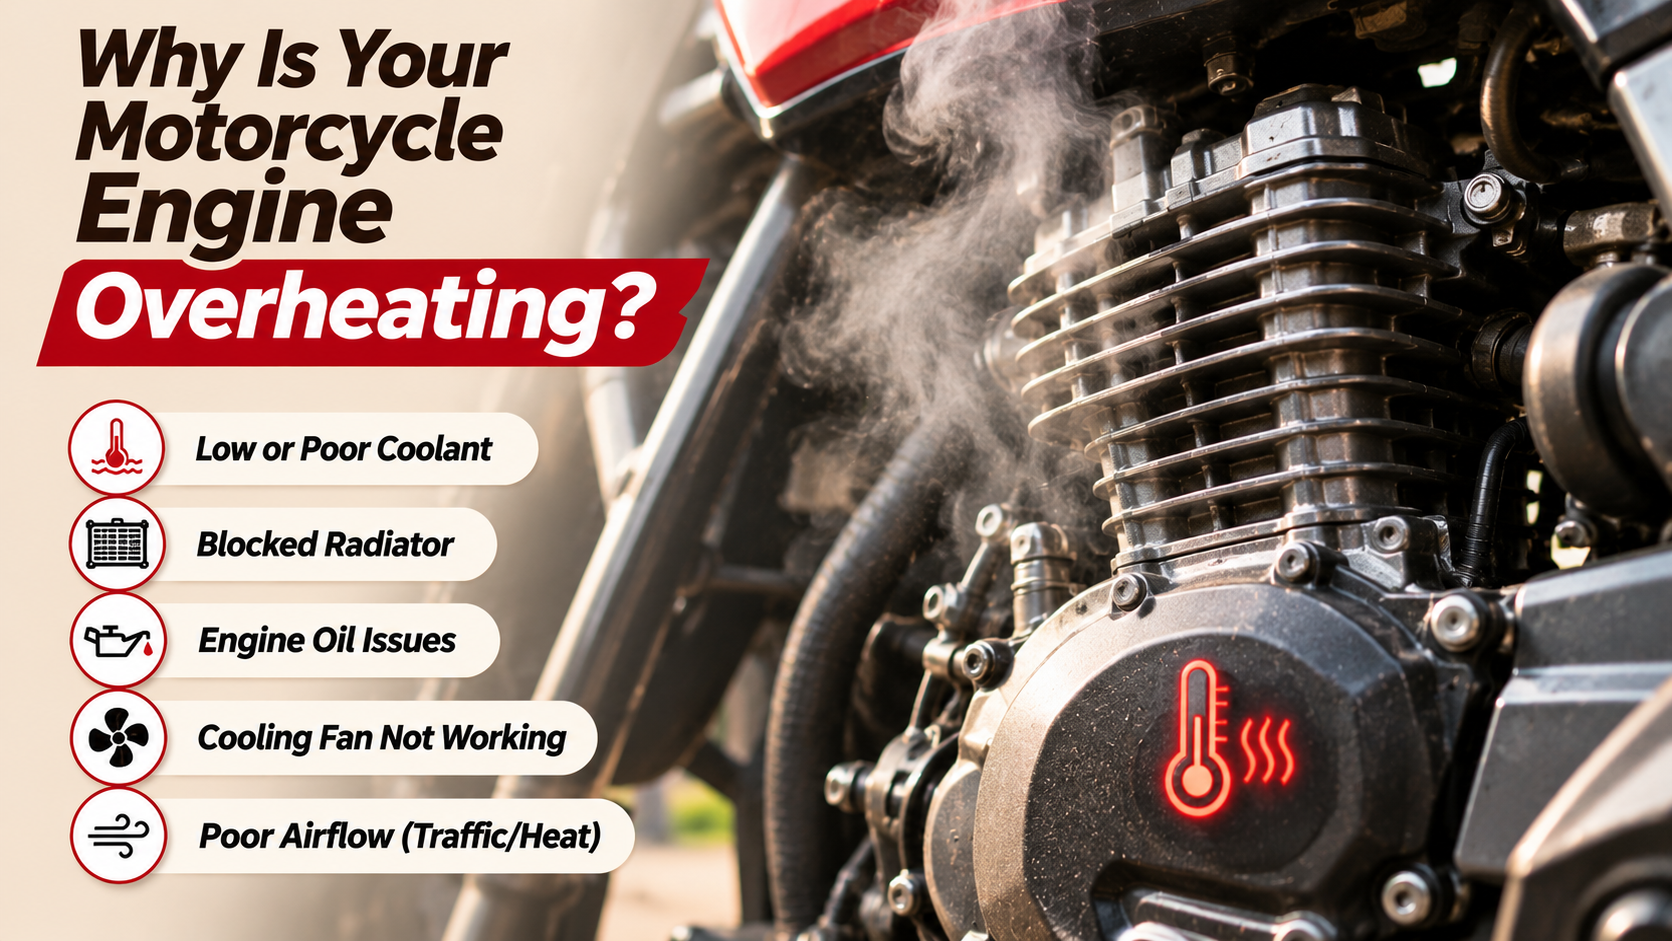 Why Is Your
Motorcycle
Engine
Overheating?
Low or Poor Coolant
Blocked Radiator
Engine Oil Issues
Cooling Fan Not Working
Poor Airflow (Traffic/Heat)